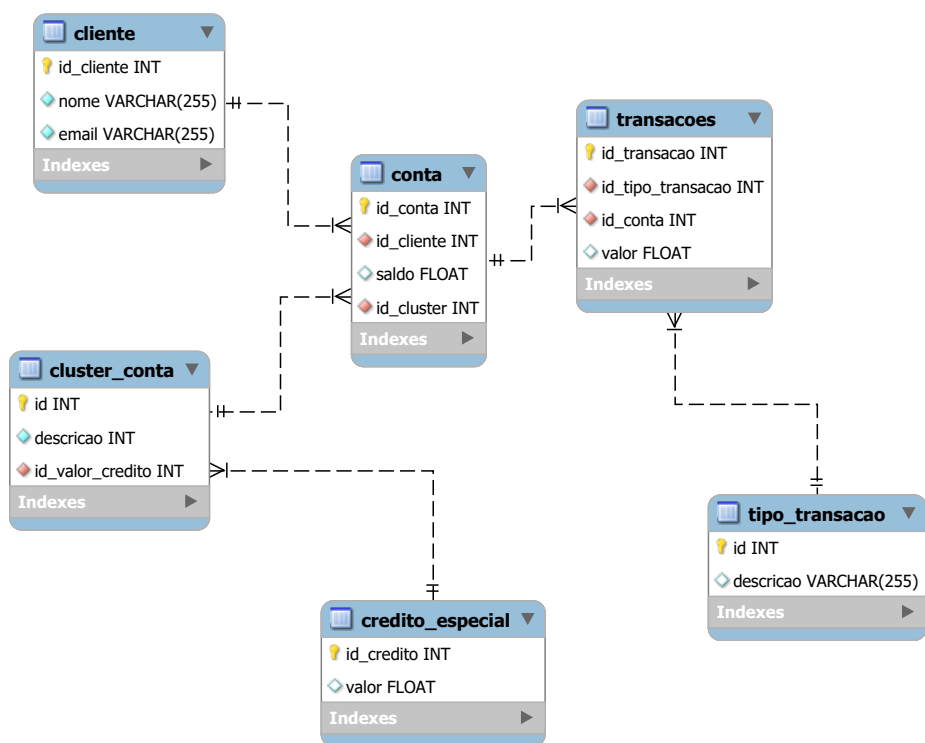 cliente
id_cliente INT
nome VARCHAR(255)
email VARCHAR(255)
Indexes
transacoes
id_transacao INT
id_tipo_transacao INT
id_conta INT
valor FLOAT
Indexes
conta
id_conta INT
id_cliente INT
saldo FLOAT
id_cluster INT
Indexes
cluster_conta
id INT
descricao INT
id_valor_credito INT
Indexes
tipo_transacao
id INT
descricao VARCHAR(255)
Indexes
credito_especial
id_credito INT
valor FLOAT
Indexes